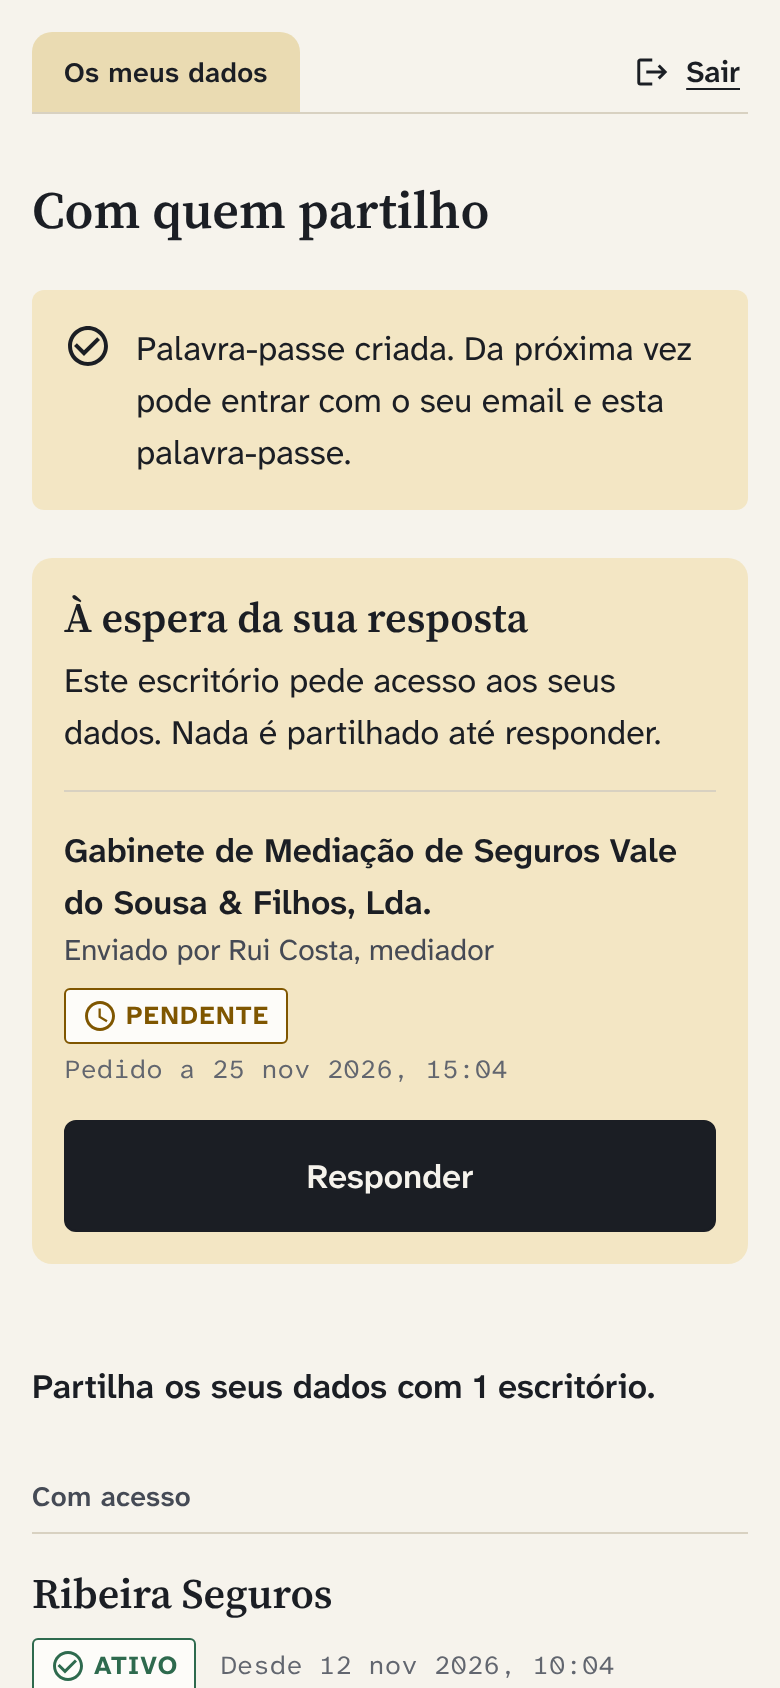 Os meus dados
Sair
Com quem partilho
Palavra-passe criada. Da próxima vez
pode entrar com o seu email e esta
palavra-passe.
À espera da sua resposta
Este escritório pede acesso aos seus
dados. Nada é partilhado até responder.
Gabinete de Mediação de Seguros Vale
do Sousa & Filhos, Lda.
Enviado por Rui Costa, mediador
PENDENTE
Pedido a 25 nov 2026, 15:04
Responder
Partilha os seus dados com 1 escritório.
Com acesso
Ribeira Seguros
ATIVO Desde 12 nov 2026, 10:04